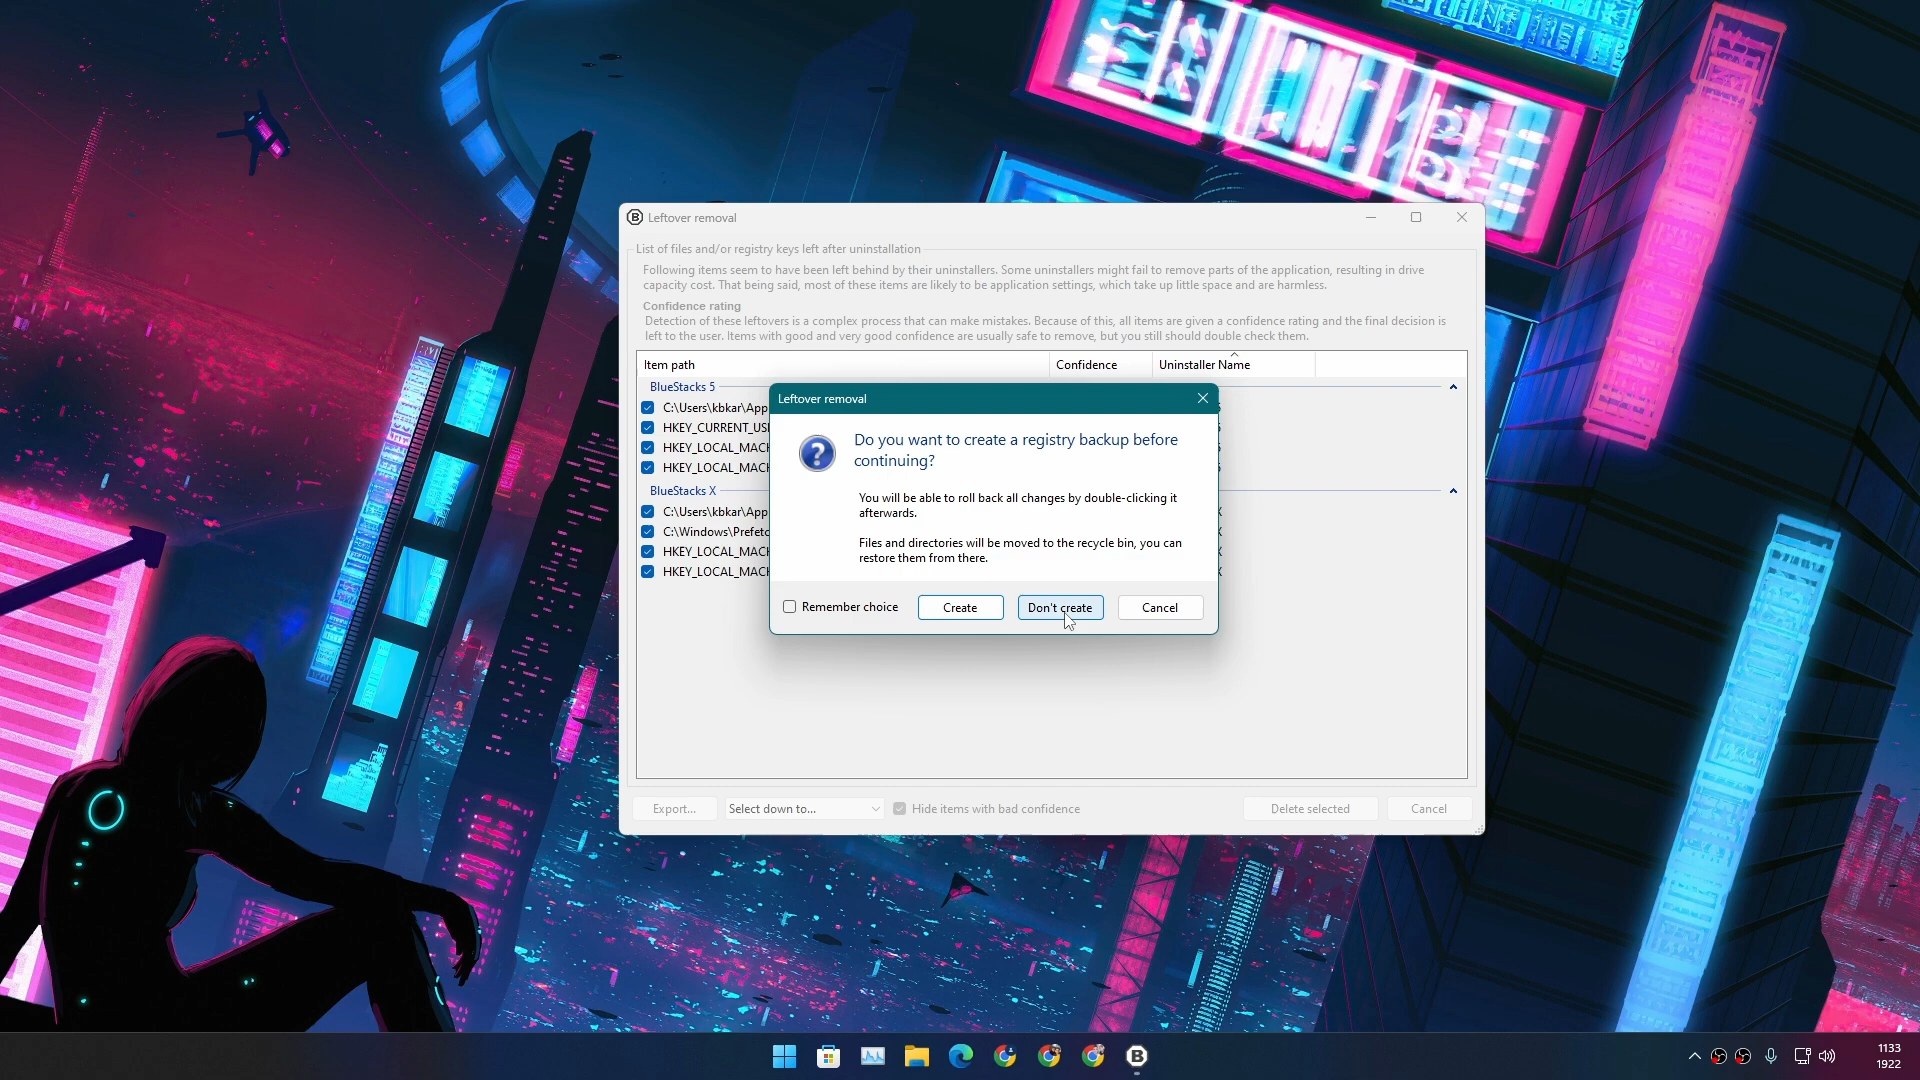 Leftover removal
List of files and/or registry keys left after uninstallation
Following items seem to have been left behind by their uninstallers. Some uninstallers might fail to remove parts of the application, resulting in drive
capacity cost. That being said, most of these items are likely to be application settings, which take up little space and are harmless.
Confidence rating
Detection of these leftovers is a complex process that can make mistakes. Because of this, all items are given a confidence rating and the final decision is
left to the user. Items with good and very good confidence are usually safe to remove, but you still should double check them.
Item path Confidence Uninstaller Name
BlueStacks 5
C:\Users\kbkar\App
HKEY_CURRENT_US
HKEY_LOCAL_MACH
HKEY_LOCAL_MACH
BlueStacks X
C:\Users\kbkar\App
C:\Windows\Prefetc
HKEY_LOCAL_MACH
HKEY_LOCAL_MACH
Leftover removal
Do you want to create a registry backup before
continuing?
You will be able to roll back all changes by double-clicking it
afterwards.
Files and directories will be moved to the recycle bin, you can
restore them from there.
Remember choice Create Don't create Cancel
Export... Select down to... Hide items with bad confidence Delete selected Cancel
1133
1922